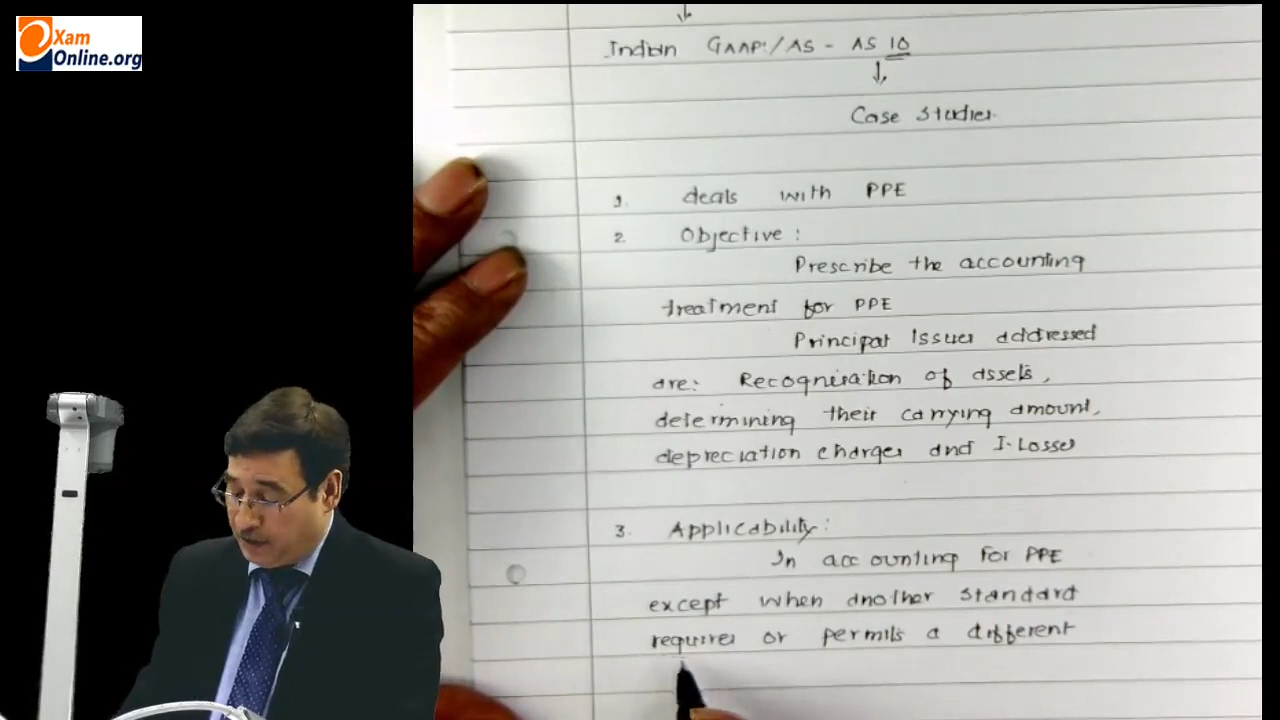 Xam
Online.org
Indian GAAP:/AS - AS 10
Case Studies.
1. deals with PPE
2. Objective:
Prescribe the accounting
treatment for PPE
Principal Issues addressed
are: Recognisation of assets,
determining their carrying amount,
depreciation charges and I.Losses
3. Applicability:
In accounting for PPE
except when another standard
requires or permits a different